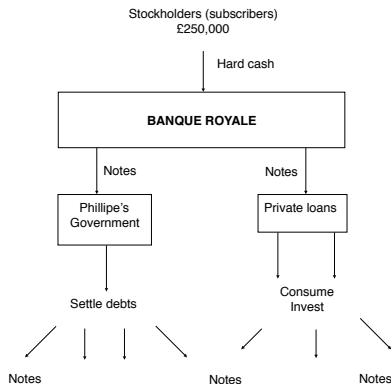 Stockholders (subscribers)
£250,000
Hard cash
BANQUE ROYALE
Notes
Notes
Phillipe's
Government
Private loans
Settle debts
Consume
Invest
Notes
Notes
Notes